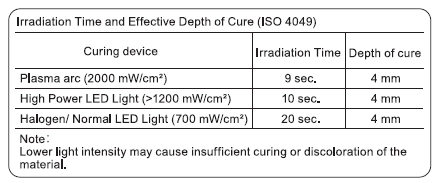 Irradiation Time and Effective Depth of Cure (ISO 4049)
Curing device Irradiation Time Depth of cure
Plasma arc (2000 mW/cm²) 9 sec. 4 mm
High Power LED Light (>1200 mW/cm²) 10 sec. 4 mm
Halogen/ Normal LED Light (700 mW/cm²) 20 sec. 4 mm
Note:
Lower light intensity may cause insufficient curing or discoloration of the
material.